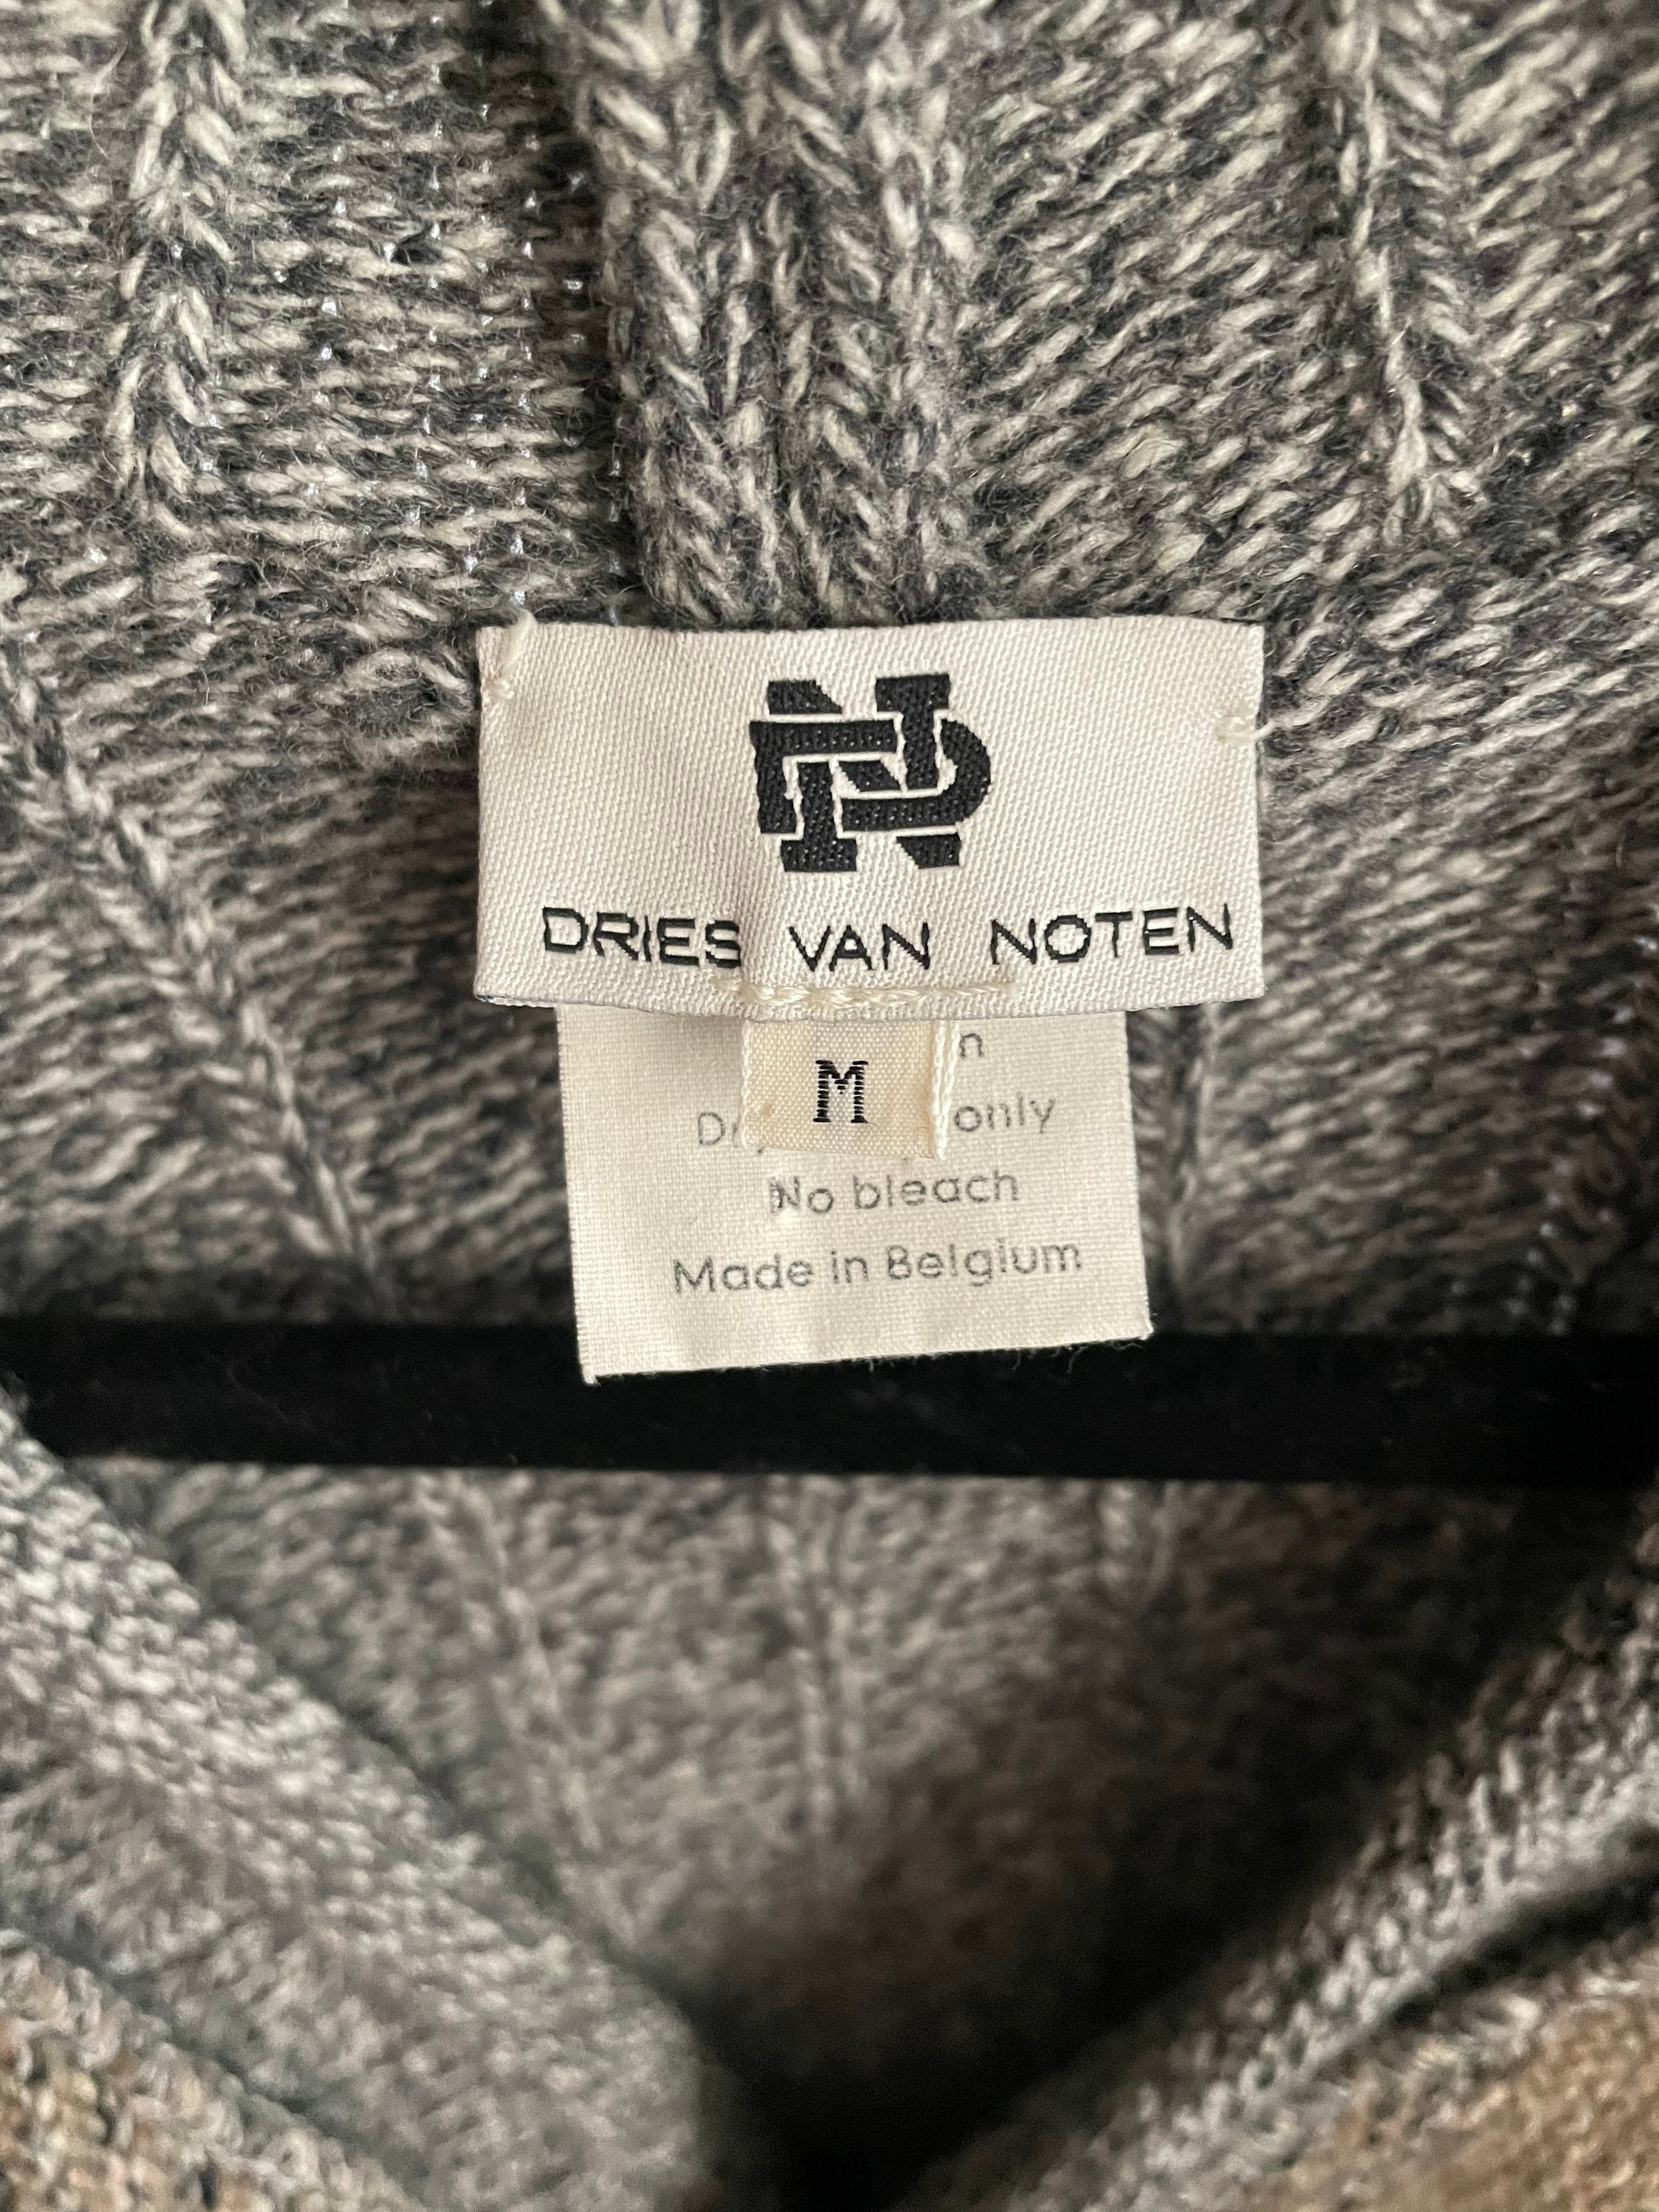 DRIES VAN NOTEN
M
only
No bleach
Made in Belgium